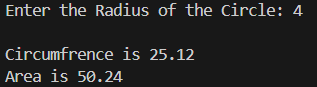 Enter the Radius of the Circle: 4
Circumfrence is 25.12
Area is 50.24